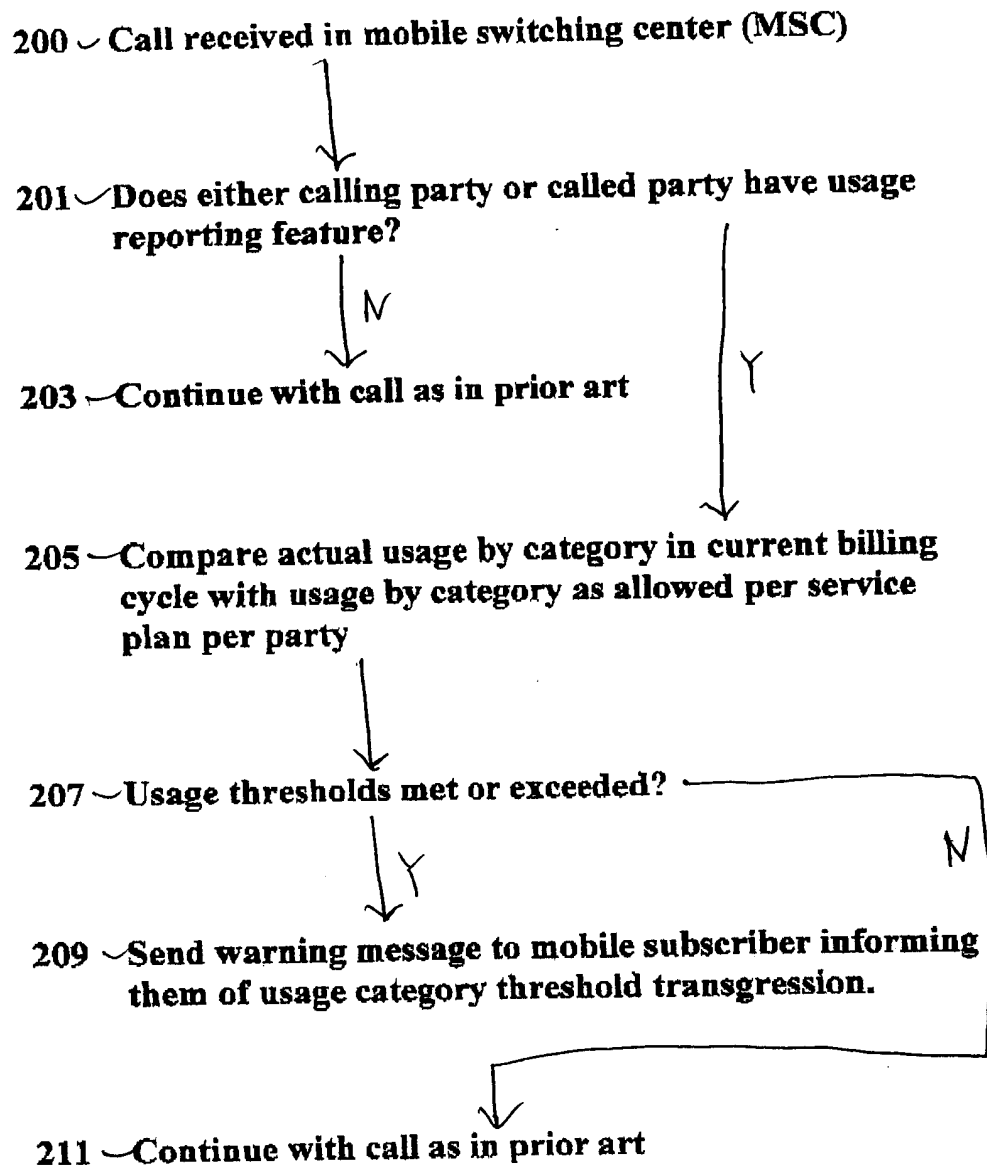 200 Call received in mobile switching center (MSC)
201 Does either calling party or called party have usage
reporting feature?
N
Y
203 Continue with call as in prior art
205 Compare actual usage by category in current billing
cycle with usage by category as allowed per service
plan per party
207 Usage thresholds met or exceeded?
Y
N
209 Send warning message to mobile subscriber informing
them of usage category threshold transgression.
211 Continue with call as in prior art